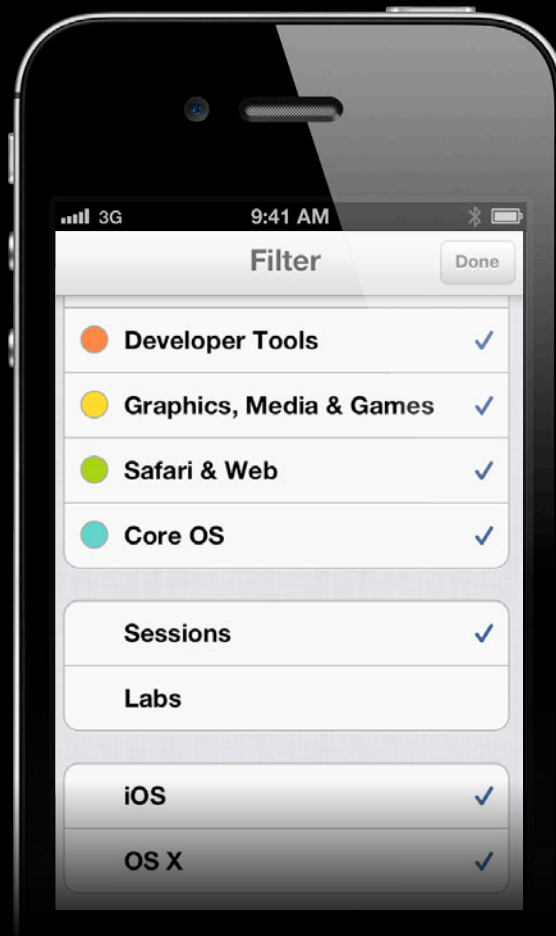 3G 9:41 AM
Filter Done
Developer Tools
Graphics, Media & Games
Safari & Web
Core OS
Sessions
Labs
iOS
OS X